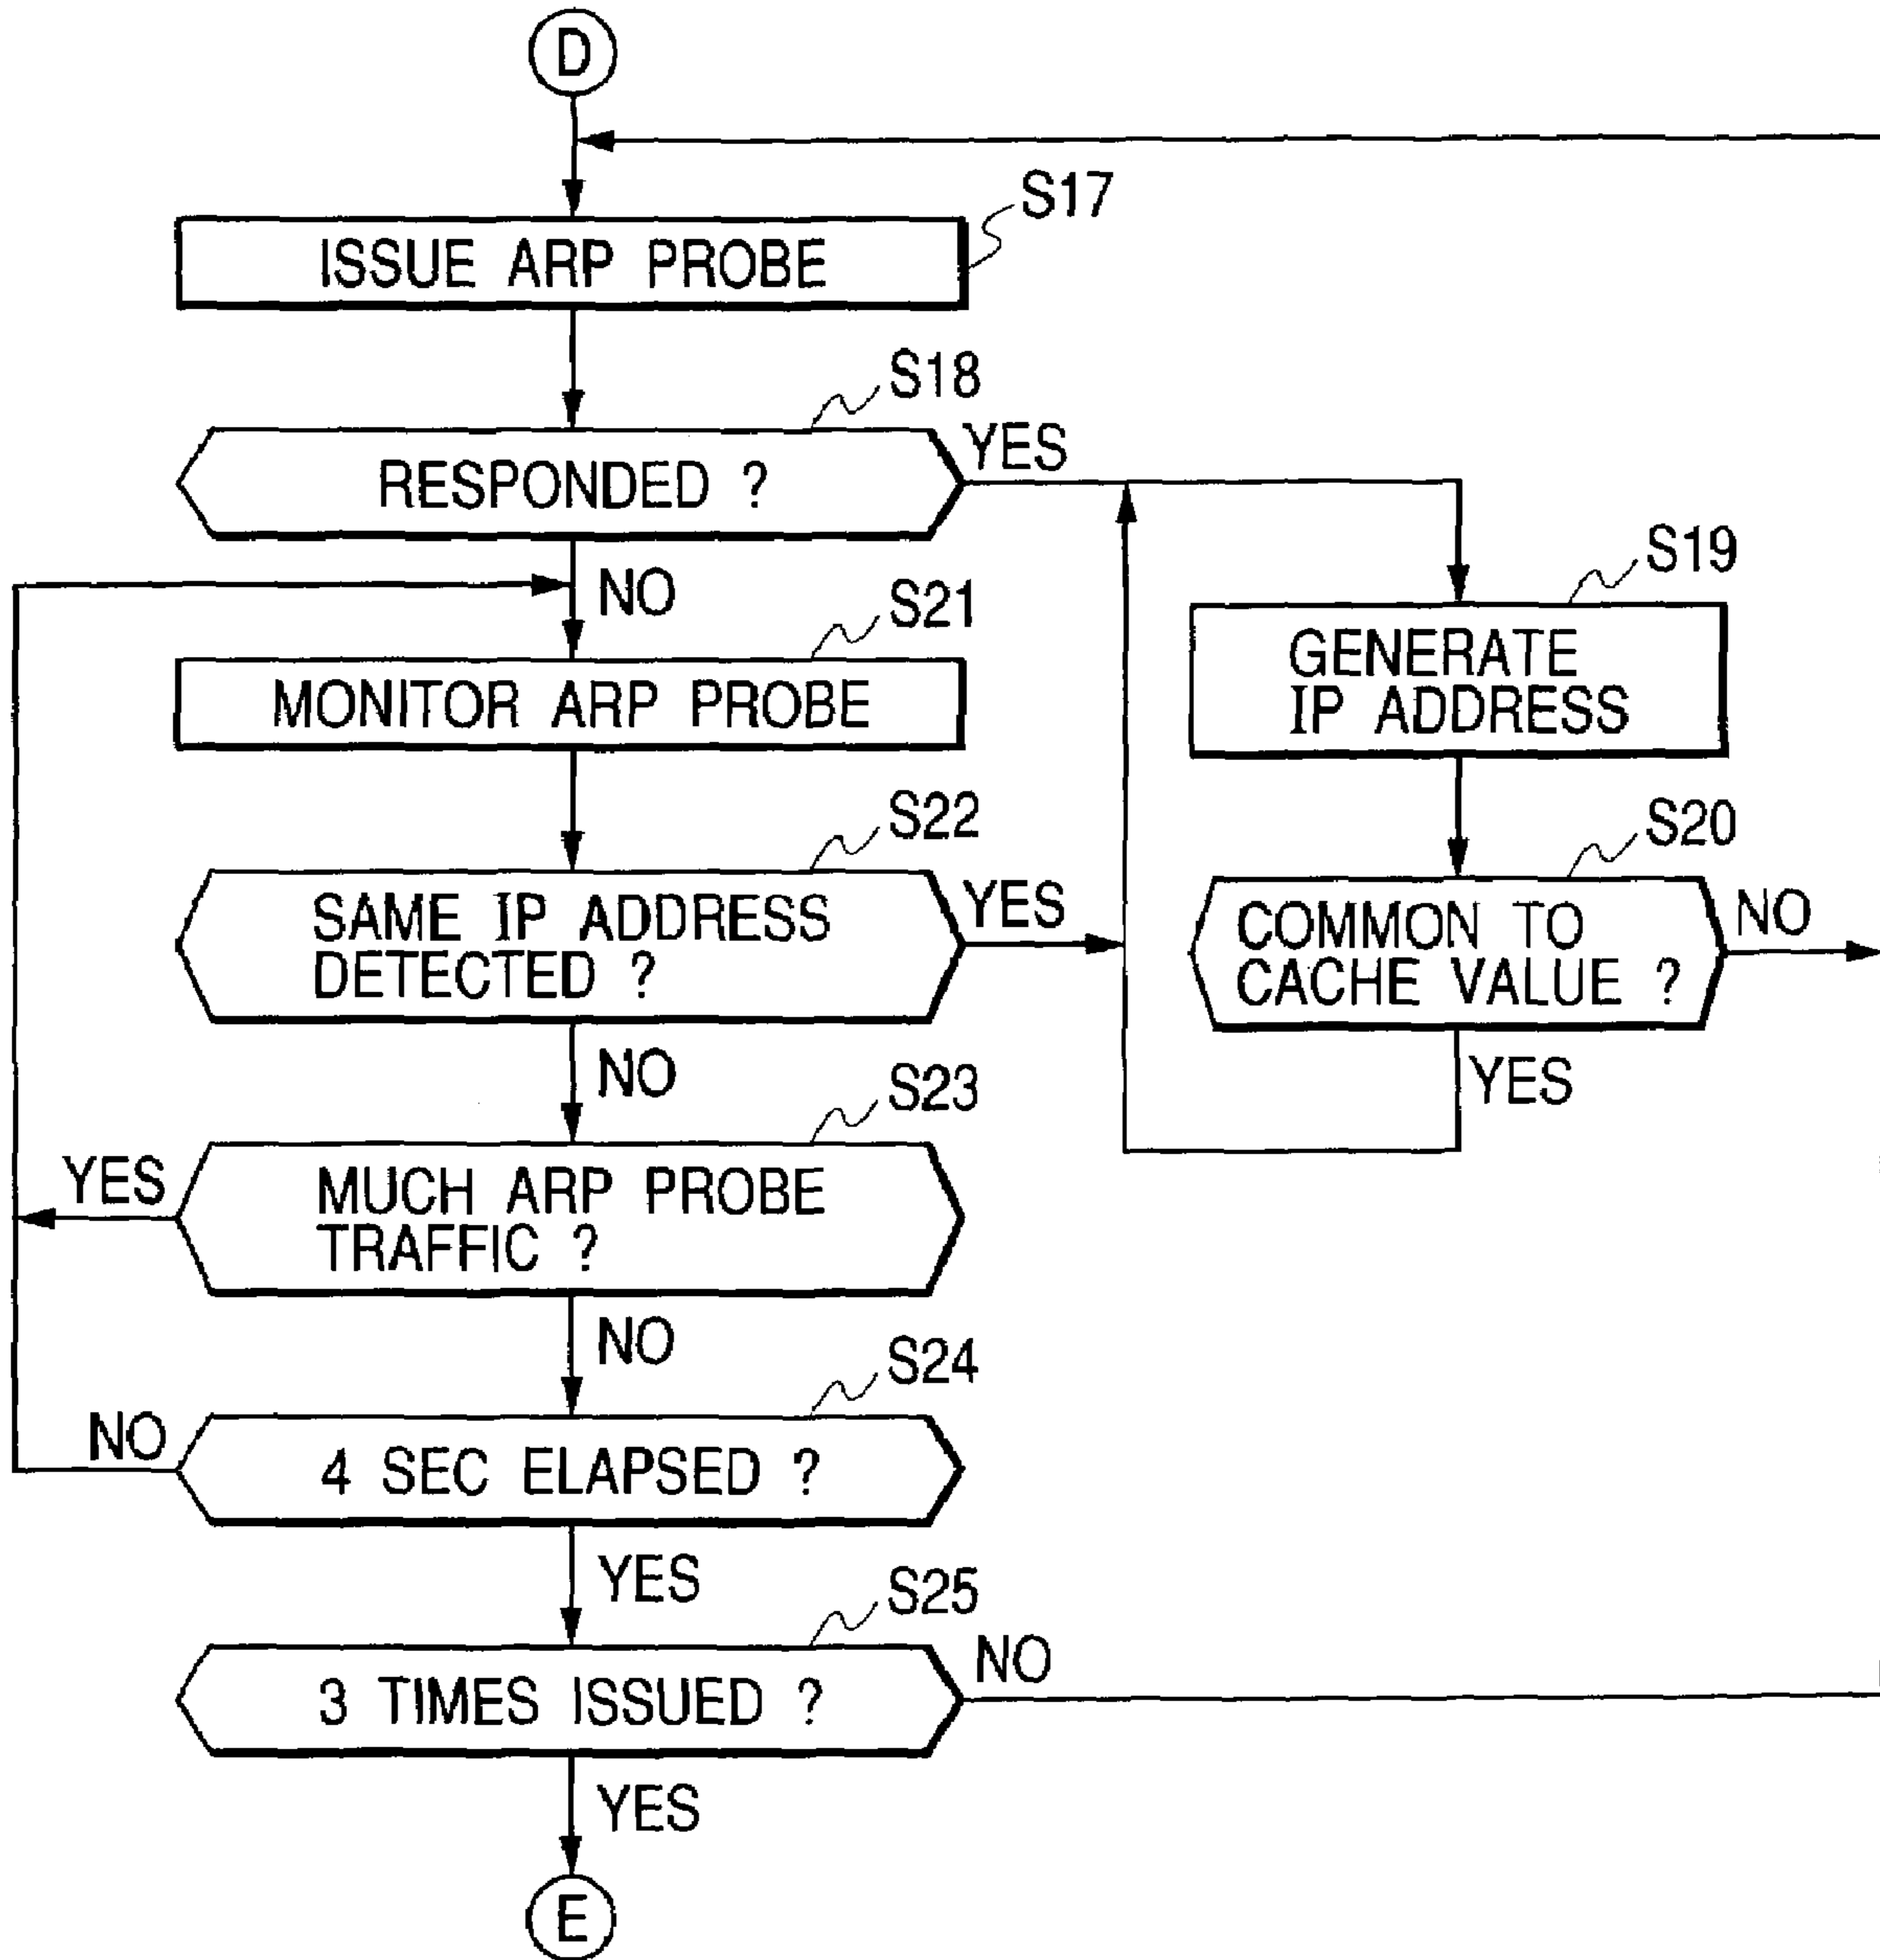 D
S17
ISSUE ARP PROBE
S18
RESPONDED ?
YES
NO
S19
GENERATE
IP ADDRESS
S21
MONITOR ARP PROBE
S22
SAME IP ADDRESS
DETECTED ?
YES
S20
COMMON TO
CACHE VALUE ?
NO
YES
NO
S23
MUCH ARP PROBE
TRAFFIC ?
YES
NO
S24
4 SEC ELAPSED ?
NO
YES
S25
3 TIMES ISSUED ?
NO
YES
E